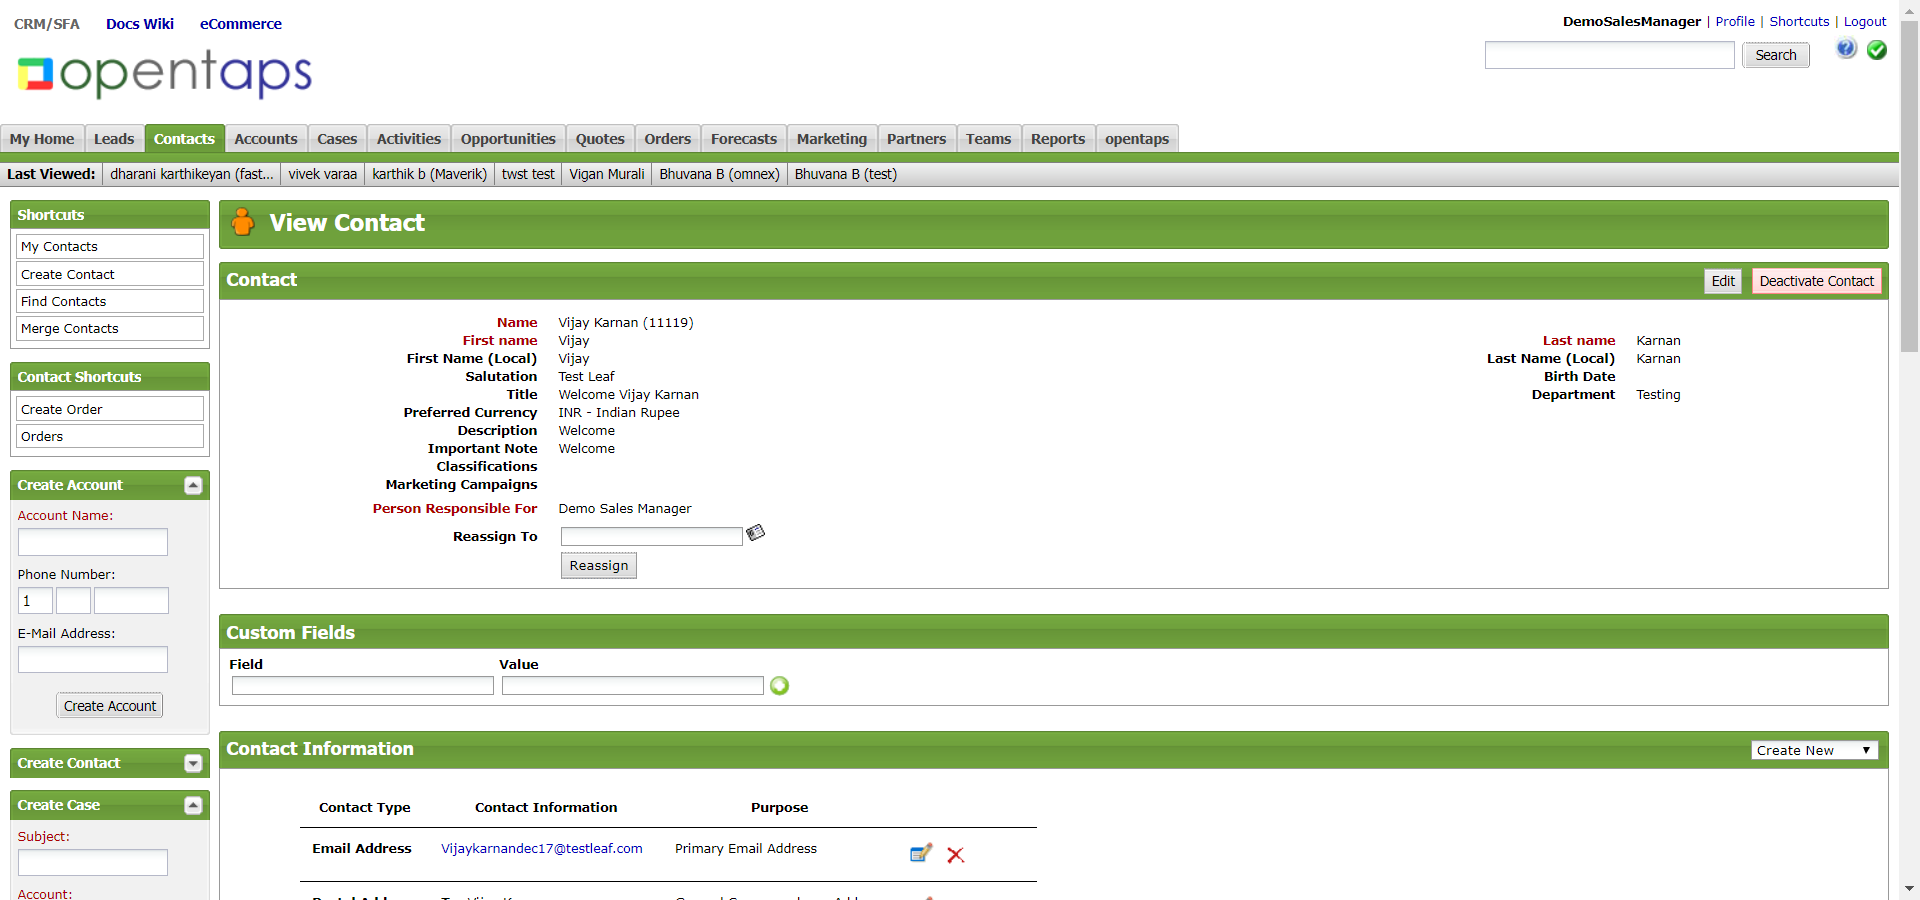 CRM/SFA Docs Wiki eCommerce
DemoSalesManager | Profile | Shortcuts | Logout
opentaps
Search
My Home Leads Contacts Accounts Cases Activities Opportunities Quotes Orders Forecasts Marketing Partners Teams Reports opentaps
Last Viewed: dharani karthikeyan (fast... vivek varaa karthik b (Maverik) twst test Vigan Murali Bhuvana B (omnex) Bhuvana B (test)
Shortcuts
My Contacts
Create Contact
Find Contacts
Merge Contacts
Contact Shortcuts
Create Order
Orders
Create Account
Account Name:
Phone Number:
1
E-Mail Address:
Create Account
Create Contact
Create Case
Subject:
Account:
View Contact
Contact
Edit Deactivate Contact
Name Vijay Karnan (11119)
First name Vijay Last name Karnan
First Name (Local) Vijay Last Name (Local) Karnan
Salutation Test Leaf Birth Date
Title Welcome Vijay Karnan Department Testing
Preferred Currency INR - Indian Rupee
Description Welcome
Important Note Welcome
Classifications
Marketing Campaigns
Person Responsible For Demo Sales Manager
Reassign To
Reassign
Custom Fields
Field Value
Contact Information
Create New
Contact Type Contact Information Purpose
Email Address Vijaykarnandec17@testleaf.com Primary Email Address